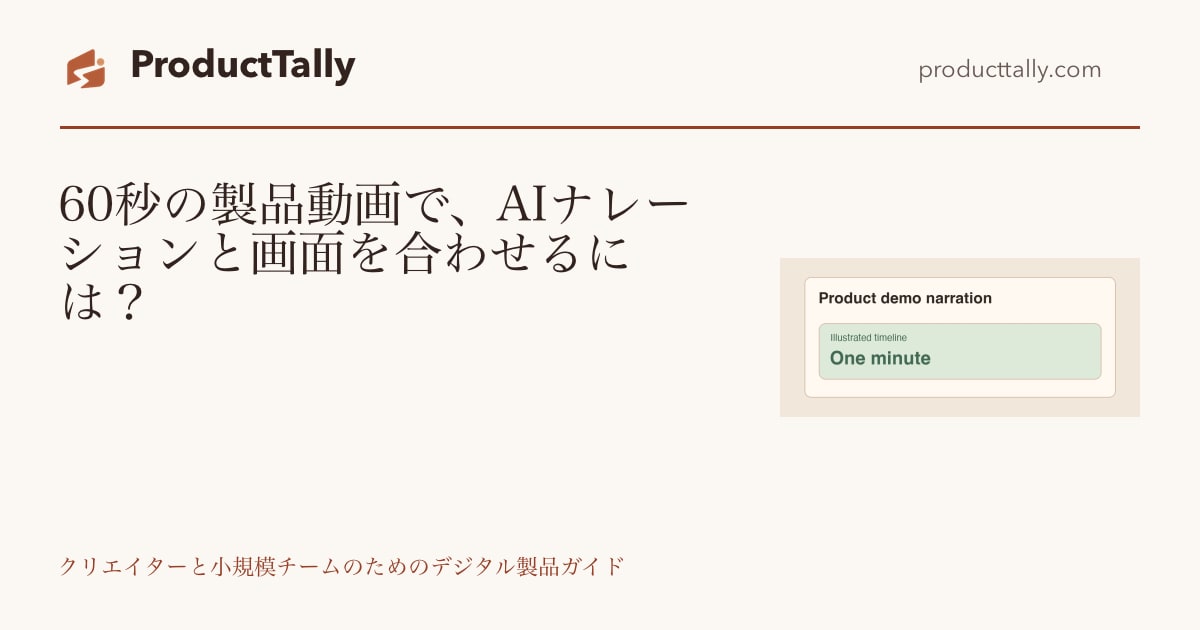 ProductTally
producttally.com
60秒の製品動画で、AIナレー
ションと画面を合わせるに
は？
Product demo narration
Illustrated timeline
One minute
クリエイターと小規模チームのためのデジタル製品ガイド